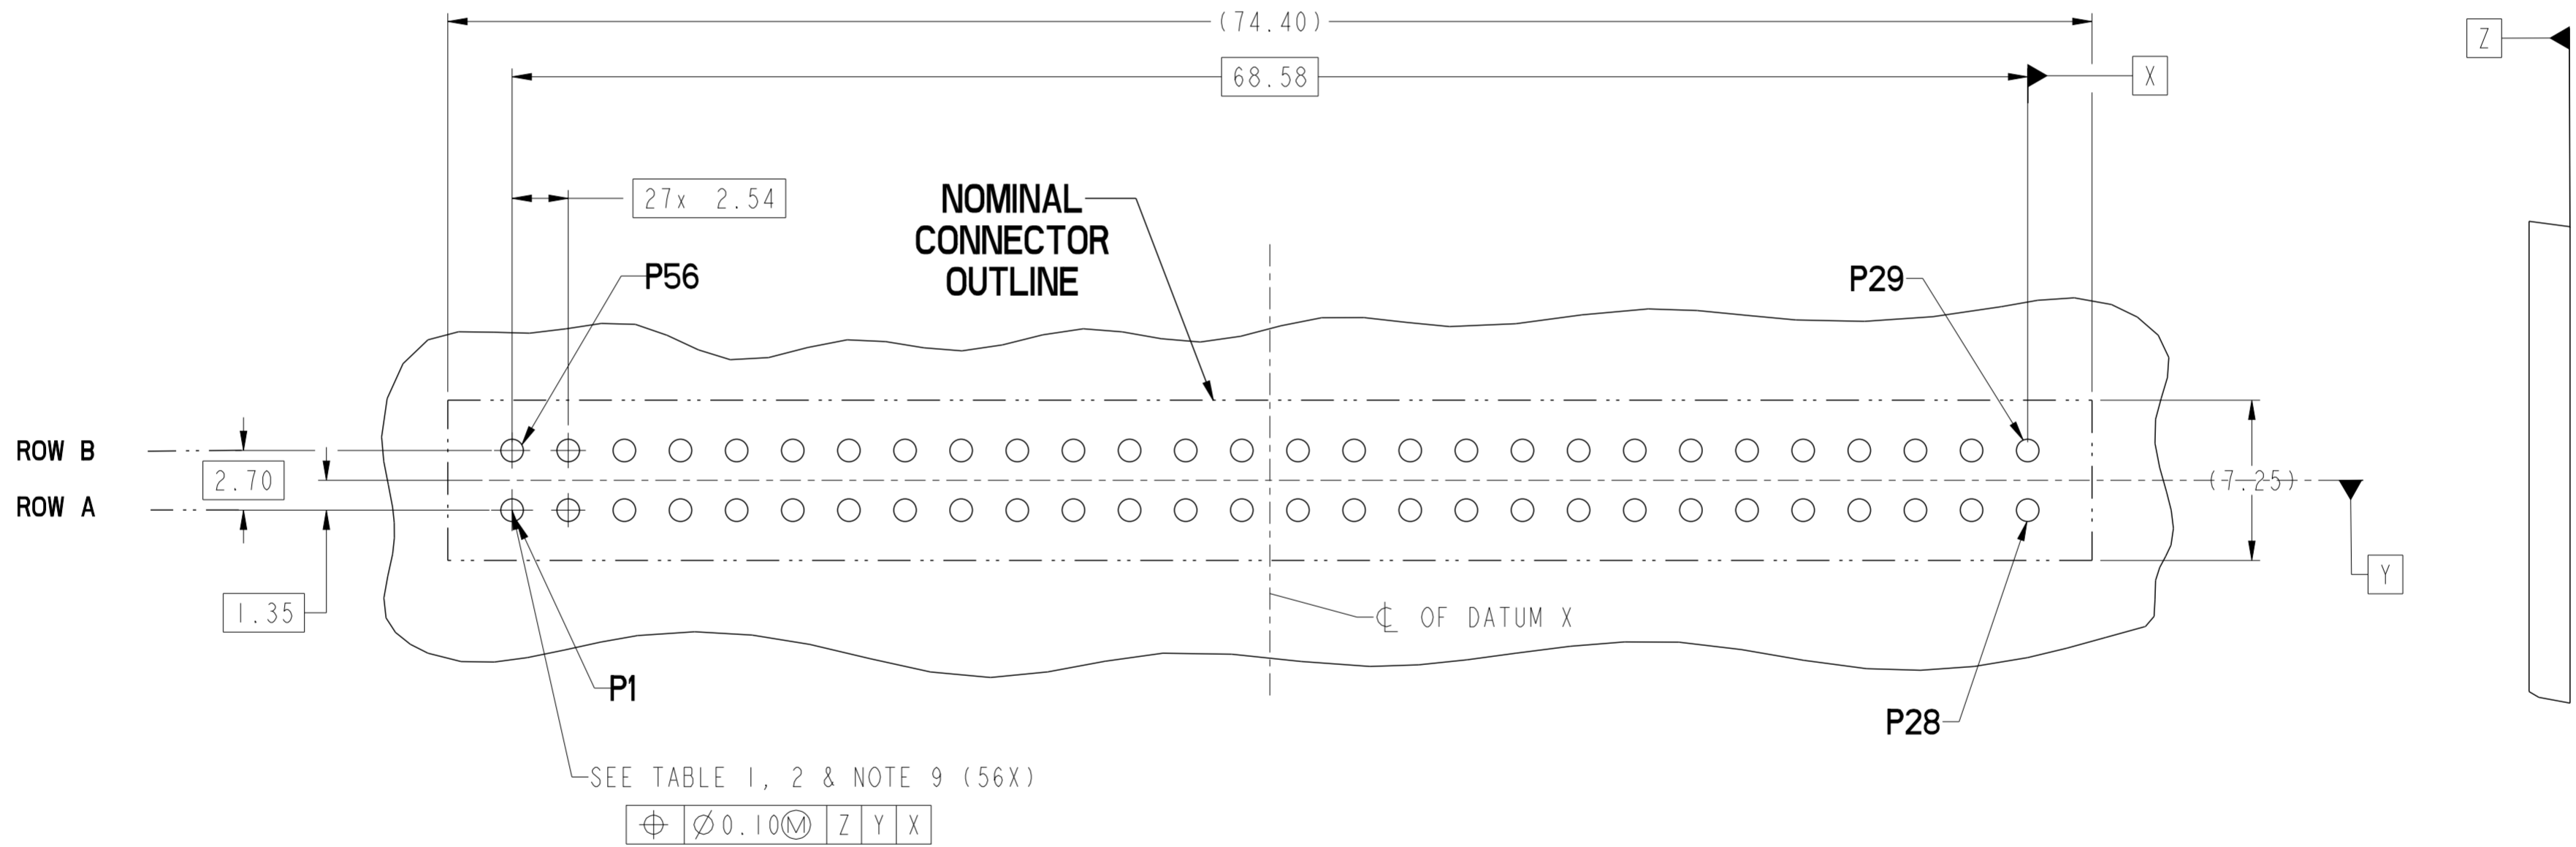 (74.40)
Z
68.58
X
27x 2.54
NOMINAL
CONNECTOR
OUTLINE
P56
P29
ROW B
2.70
ROW A
(7.25)
Y
1.35
℄ OF DATUM X
P1
P28
SEE TABLE 1, 2 & NOTE 9 (56X)
⌖ Ø0.10Ⓜ Z Y X